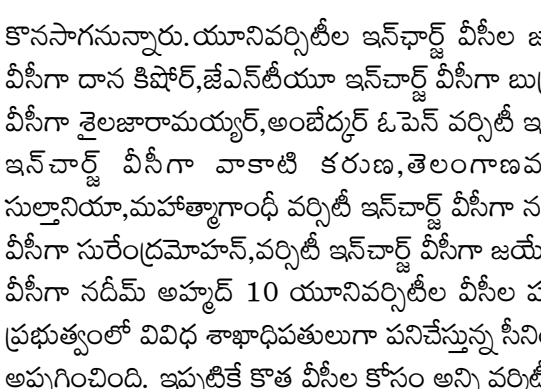 కొనసాగనున్నారు.యూనివర్సిటీల ఇన్‌ఛార్జ్ వీసీల
వీసీగా దాన కిషోర్,జేఎన్‌టీయూ ఇన్‌చార్జ్ వీసీగా
వీసీగా శైలజారామయ్యర్,అంబేద్కర్ ఓపెన్ వర్సిటీ
ఇన్‌చార్జ్ వీసీగా వాకాటి కరుణ,తెలంగాణవ
సుల్తానియా,మహాత్మాగాంధీ వర్సిటీ ఇన్‌చార్జ్ వీసీగా న
వీసీగా సురేంద్రమోహన్,వర్సిటీ ఇన్‌చార్జ్ వీసీగా జయే
వీసీగా నదీమ్ అహ్మద్ 10 యూనివర్సిటీల వీసీల
ప్రభుత్వంలో వివిధ శాఖాధిపతులుగా పనిచేస్తున్న
అప్పగించింది. ఇప్పటికే కొత్త వీసీల కోసం అన్ని